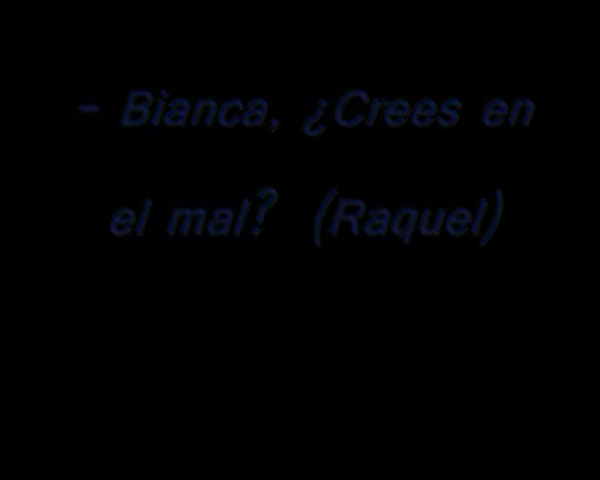 - Bianca, ¿Crees en
el mal? (Raquel)